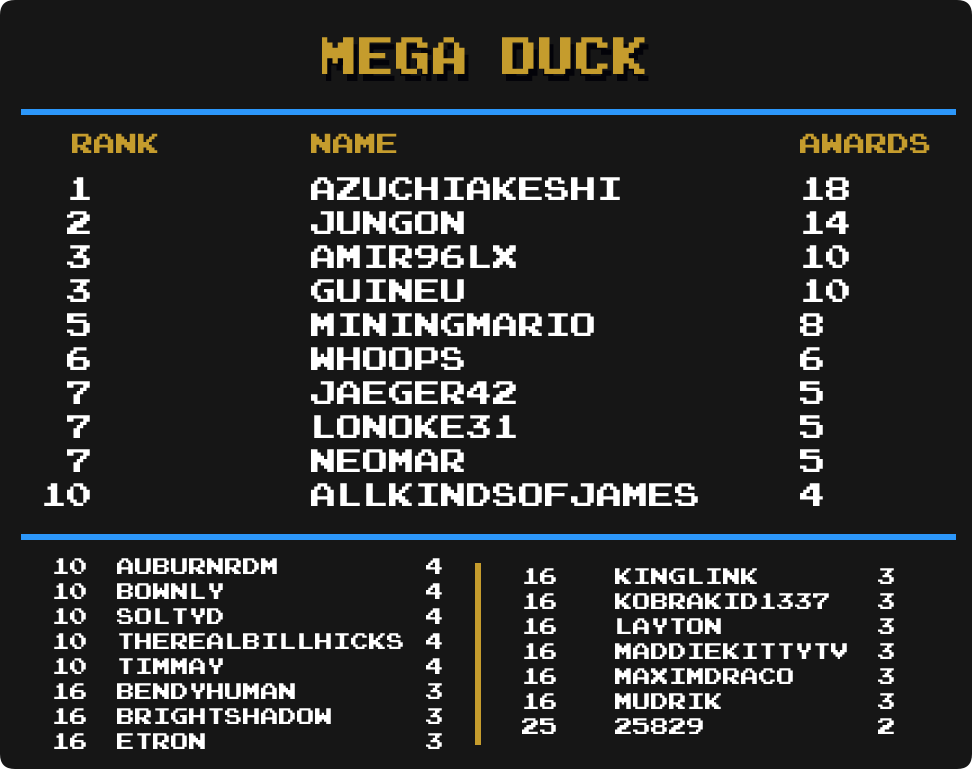 MEGA DUCK
RANK NAME AWARDS
1 AZUCHIAKESHI 18
2 JUNGON 14
3 AMIR96LX 10
3 GUINEU 10
5 MININGMARIO 8
6 WHOOPS 6
7 JAEGER42 5
7 LONOKE31 5
7 NEOMAR 5
10 ALLKINDSOFJAMES 4
10 AUBURNRDM 4
10 BOWNLY 4
10 SOLTYD 4
10 THEREALBILLHICKS 4
10 TIMMAY 4
16 BENDYHUMAN 3
16 BRIGHTSHADOW 3
16 ETRON 3
16 KINGLINK 3
16 KOBRAKID1337 3
16 LAYTON 3
16 MADDIEKITTYTV 3
16 MAXIMDRACO 3
16 MUDRIK 3
25 25829 2